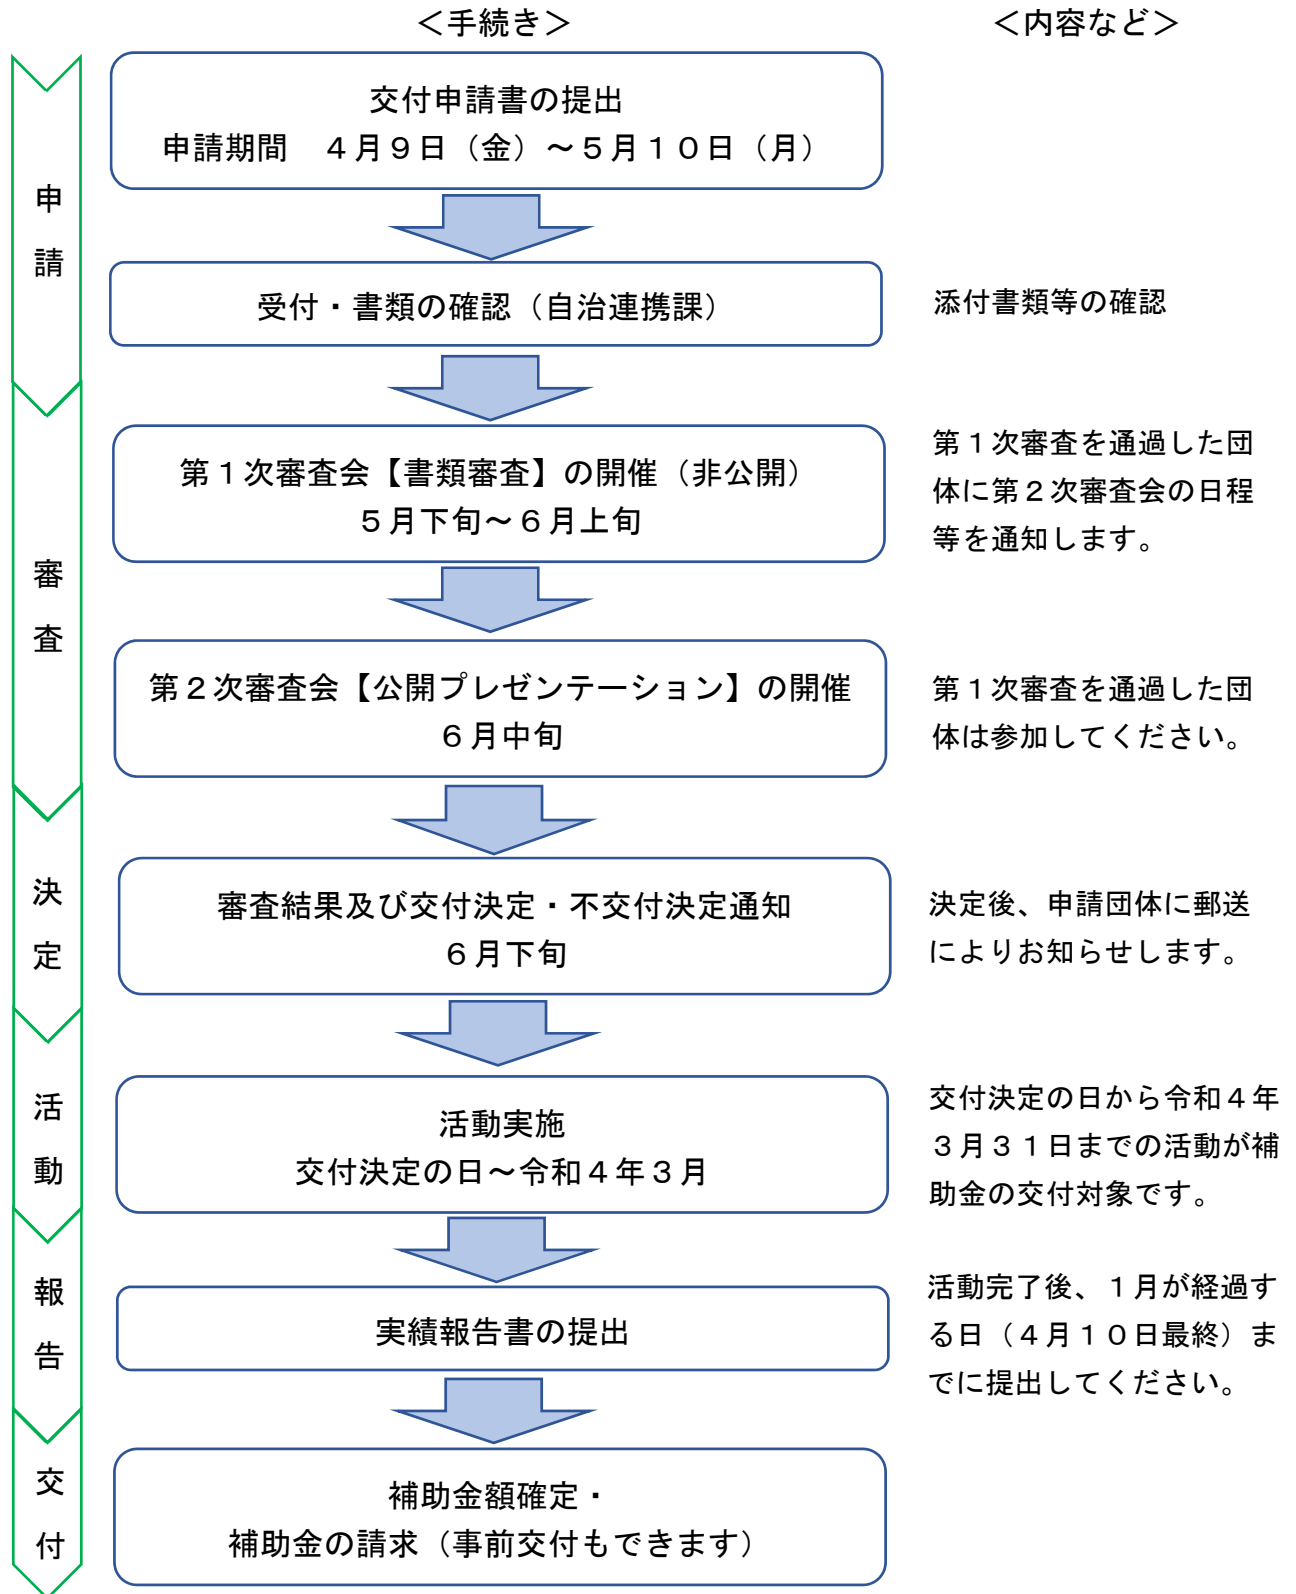 ＜手続き＞
＜内容など＞
申請
交付申請書の提出
申請期間　４月９日（金）～５月１０日（月）
受付・書類の確認（自治連携課）
添付書類等の確認
審査
第１次審査会【書類審査】の開催（非公開）
５月下旬～６月上旬
第１次審査を通過した団
体に第２次審査会の日程
等を通知します。
第２次審査会【公開プレゼンテーション】の開催
６月中旬
第１次審査を通過した団
体は参加してください。
決定
審査結果及び交付決定・不交付決定通知
６月下旬
決定後、申請団体に郵送
によりお知らせします。
活動
活動実施
交付決定の日～令和４年３月
交付決定の日から令和４年
３月３１日までの活動が補
助金の交付対象です。
報告
実績報告書の提出
活動完了後、１月が経過す
る日（４月１０日最終）ま
でに提出してください。
交付
補助金額確定・
補助金の請求（事前交付もできます）